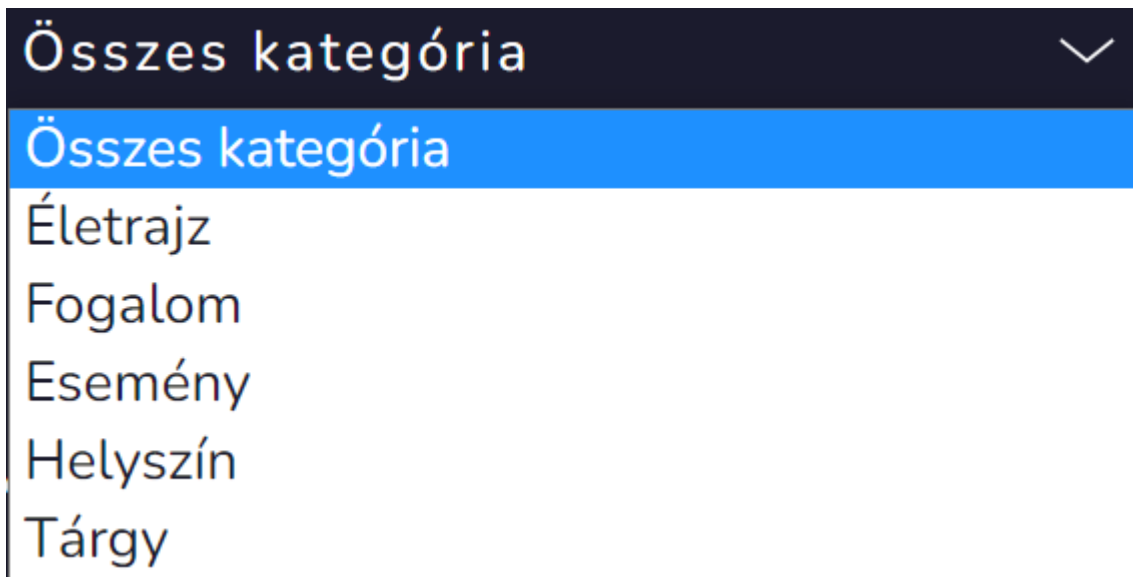 Összes kategória
Összes kategória
Életrajz
Fogalom
Esemény
Helyszín
Tárgy